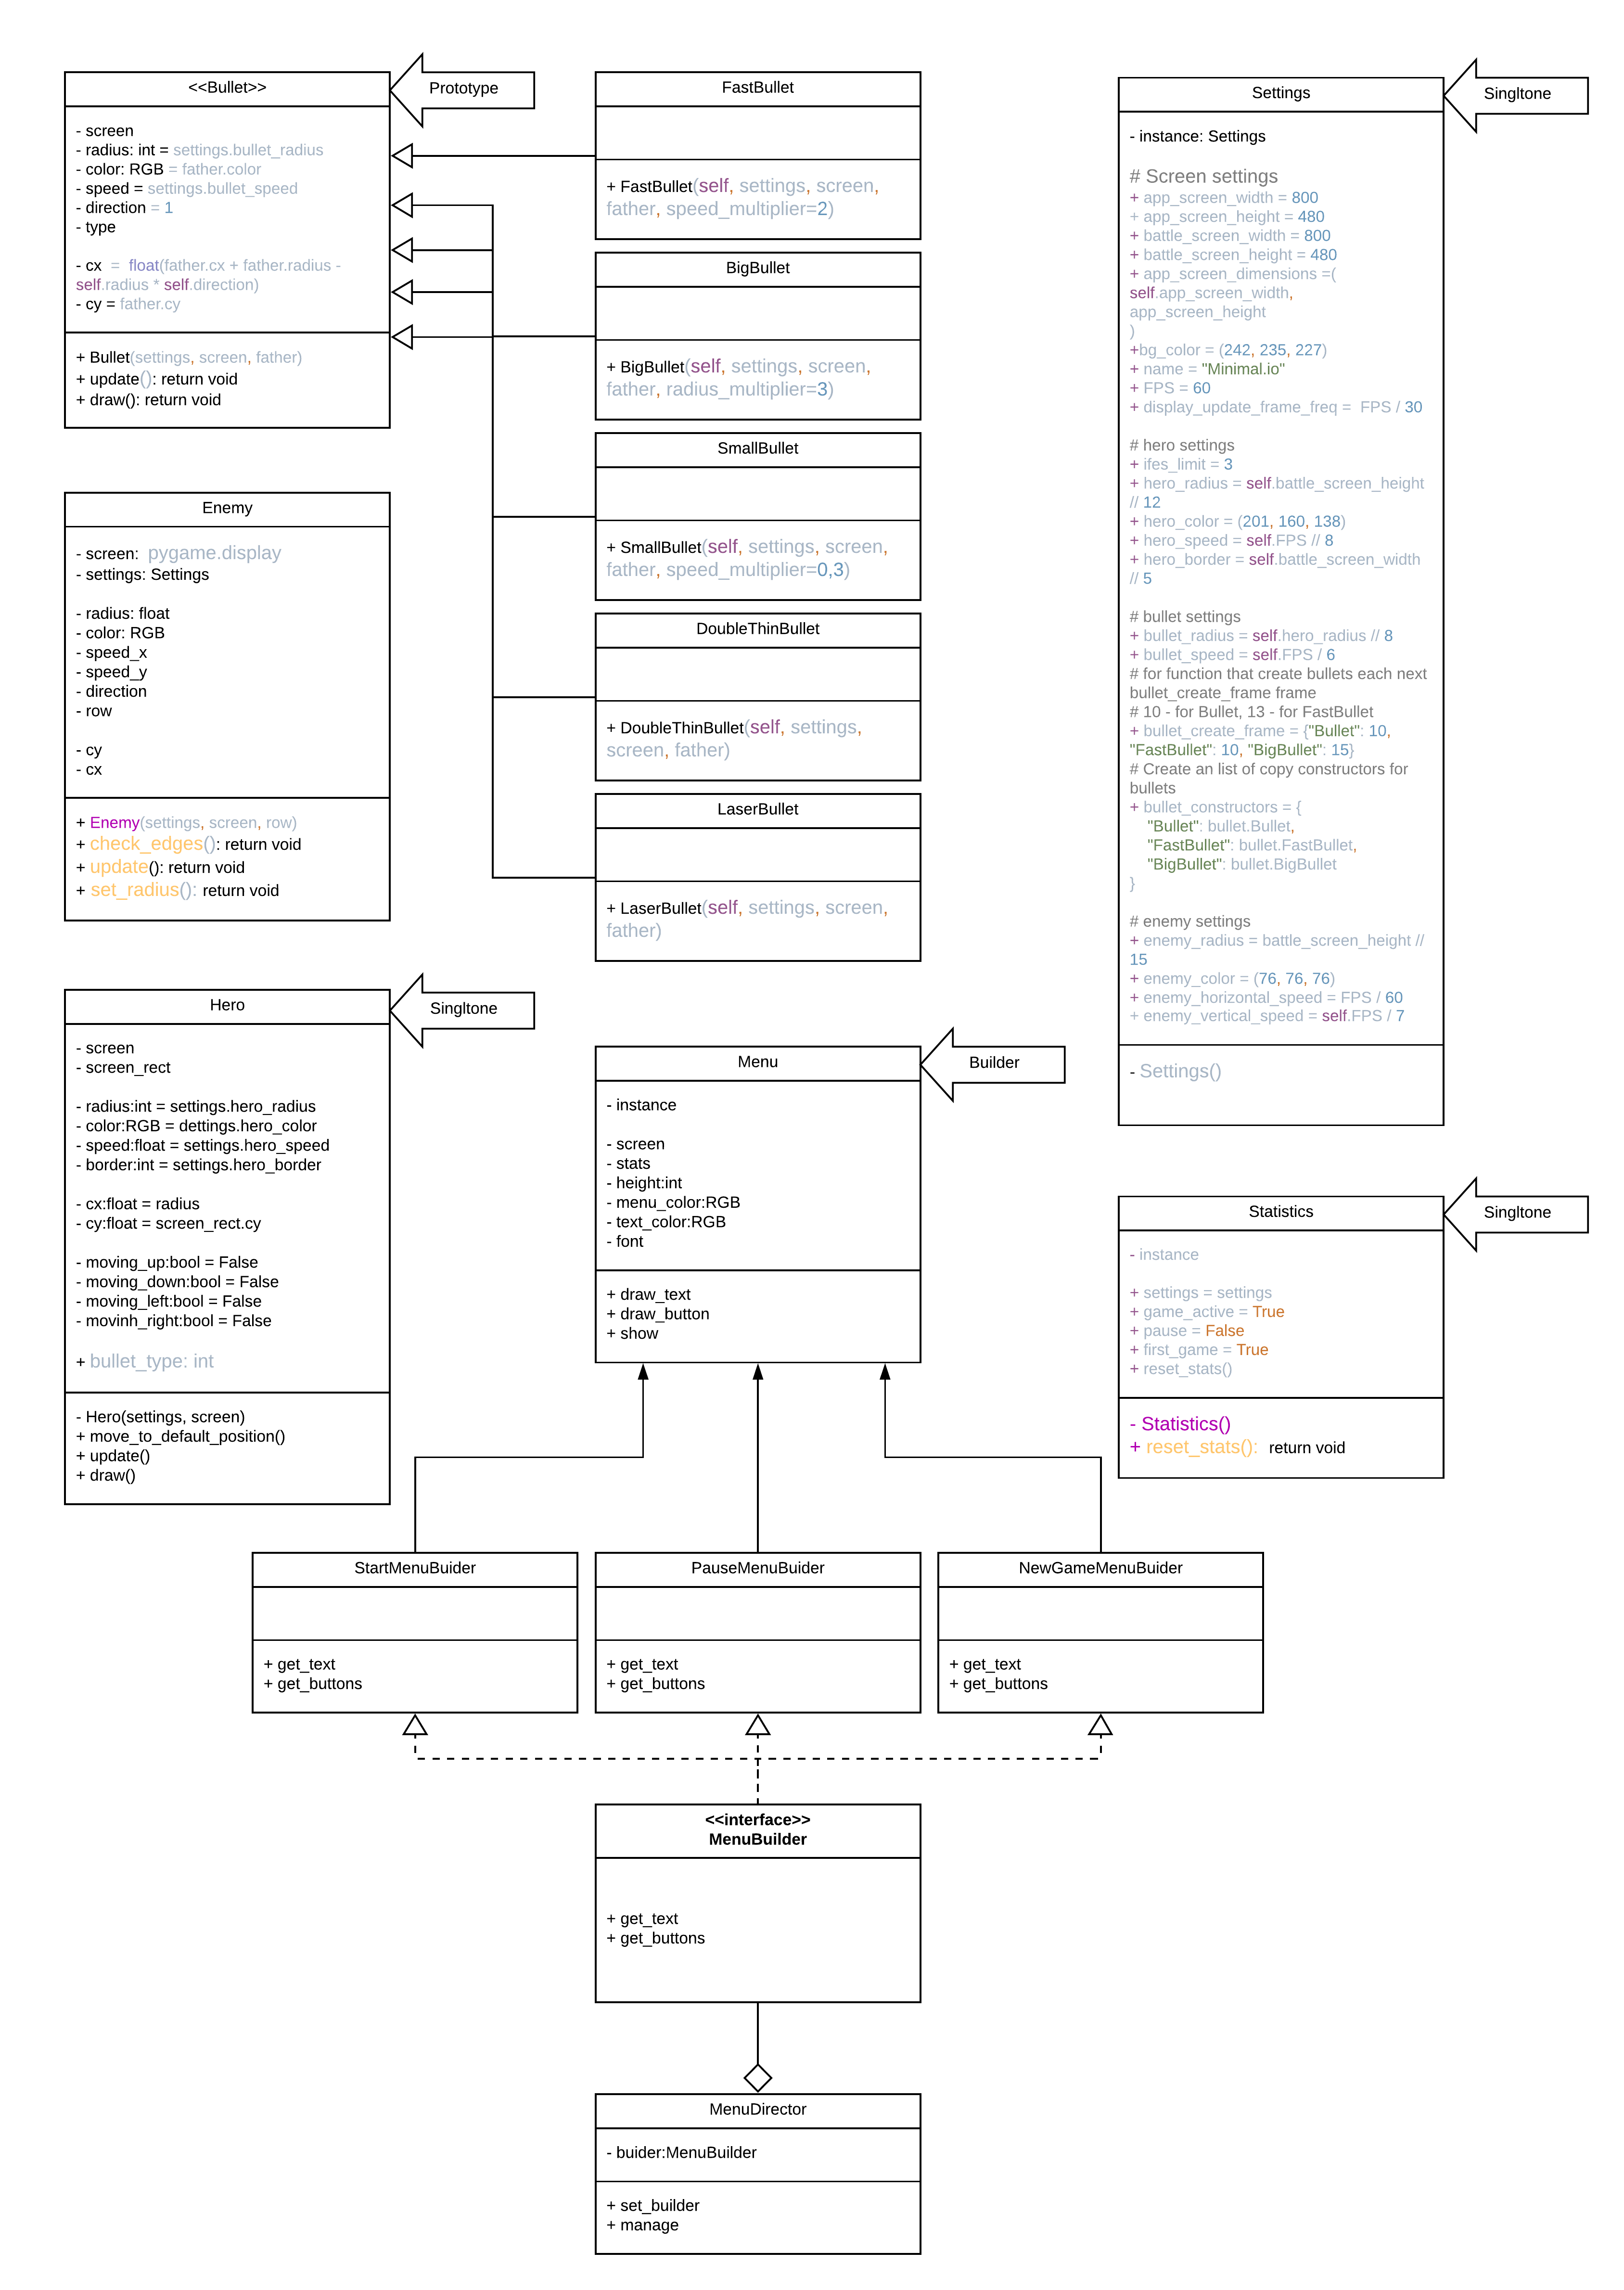 <<Bullet>>
- screen
- radius: int = settings.bullet_radius
- color: RGB = father.color
- speed = settings.bullet_speed
- direction = 1
- type
- cx  =  float(father.cx + father.radius -
self.radius * self.direction)
- cy = father.cy
+ Bullet(settings, screen, father)
+ update(): return void
+ draw(): return void
Prototype
FastBullet
+ FastBullet(self, settings, screen,
father, speed_multiplier=2)
BigBullet
+ BigBullet(self, settings, screen,
father, radius_multiplier=3)
SmallBullet
+ SmallBullet(self, settings, screen,
father, speed_multiplier=0,3)
DoubleThinBullet
+ DoubleThinBullet(self, settings,
screen, father)
LaserBullet
+ LaserBullet(self, settings, screen,
father)
Settings
- instance: Settings
# Screen settings
+ app_screen_width = 800
+ app_screen_height = 480
+ battle_screen_width = 800
+ battle_screen_height = 480
+ app_screen_dimensions =(
self.app_screen_width,
app_screen_height
)
+bg_color = (242, 235, 227)
+ name = "Minimal.io"
+ FPS = 60
+ display_update_frame_freq =  FPS / 30
# hero settings
+ ifes_limit = 3
+ hero_radius = self.battle_screen_height
// 12
+ hero_color = (201, 160, 138)
+ hero_speed = self.FPS // 8
+ hero_border = self.battle_screen_width
// 5
# bullet settings
+ bullet_radius = self.hero_radius // 8
+ bullet_speed = self.FPS / 6
# for function that create bullets each next
bullet_create_frame frame
# 10 - for Bullet, 13 - for FastBullet
+ bullet_create_frame = {"Bullet": 10,
"FastBullet": 10, "BigBullet": 15}
# Create an list of copy constructors for
bullets
+ bullet_constructors = {
"Bullet": bullet.Bullet,
"FastBullet": bullet.FastBullet,
"BigBullet": bullet.BigBullet
}
# enemy settings
+ enemy_radius = battle_screen_height //
15
+ enemy_color = (76, 76, 76)
+ enemy_horizontal_speed = FPS / 60
+ enemy_vertical_speed = self.FPS / 7
- Settings()
Singltone
Enemy
- screen:  pygame.display
- settings: Settings
- radius: float
- color: RGB
- speed_x
- speed_y
- direction
- row
- cy
- cx
+ Enemy(settings, screen, row)
+ check_edges(): return void
+ update(): return void
+ set_radius(): return void
Hero
- screen
- screen_rect
- radius:int = settings.hero_radius
- color:RGB = dettings.hero_color
- speed:float = settings.hero_speed
- border:int = settings.hero_border
- cx:float = radius
- cy:float = screen_rect.cy
- moving_up:bool = False
- moving_down:bool = False
- moving_left:bool = False
- movinh_right:bool = False
+ bullet_type: int
- Hero(settings, screen)
+ move_to_default_position()
+ update()
+ draw()
Singltone
Menu
- instance
- screen
- stats
- height:int
- menu_color:RGB
- text_color:RGB
- font
+ draw_text
+ draw_button
+ show
Builder
Statistics
- instance
+ settings = settings
+ game_active = True
+ pause = False
+ first_game = True
+ reset_stats()
- Statistics()
+ reset_stats():  return void
Singltone
StartMenuBuider
+ get_text
+ get_buttons
PauseMenuBuider
+ get_text
+ get_buttons
NewGameMenuBuider
+ get_text
+ get_buttons
<<interface>>
MenuBuilder
+ get_text
+ get_buttons
MenuDirector
- buider:MenuBuilder
+ set_builder
+ manage